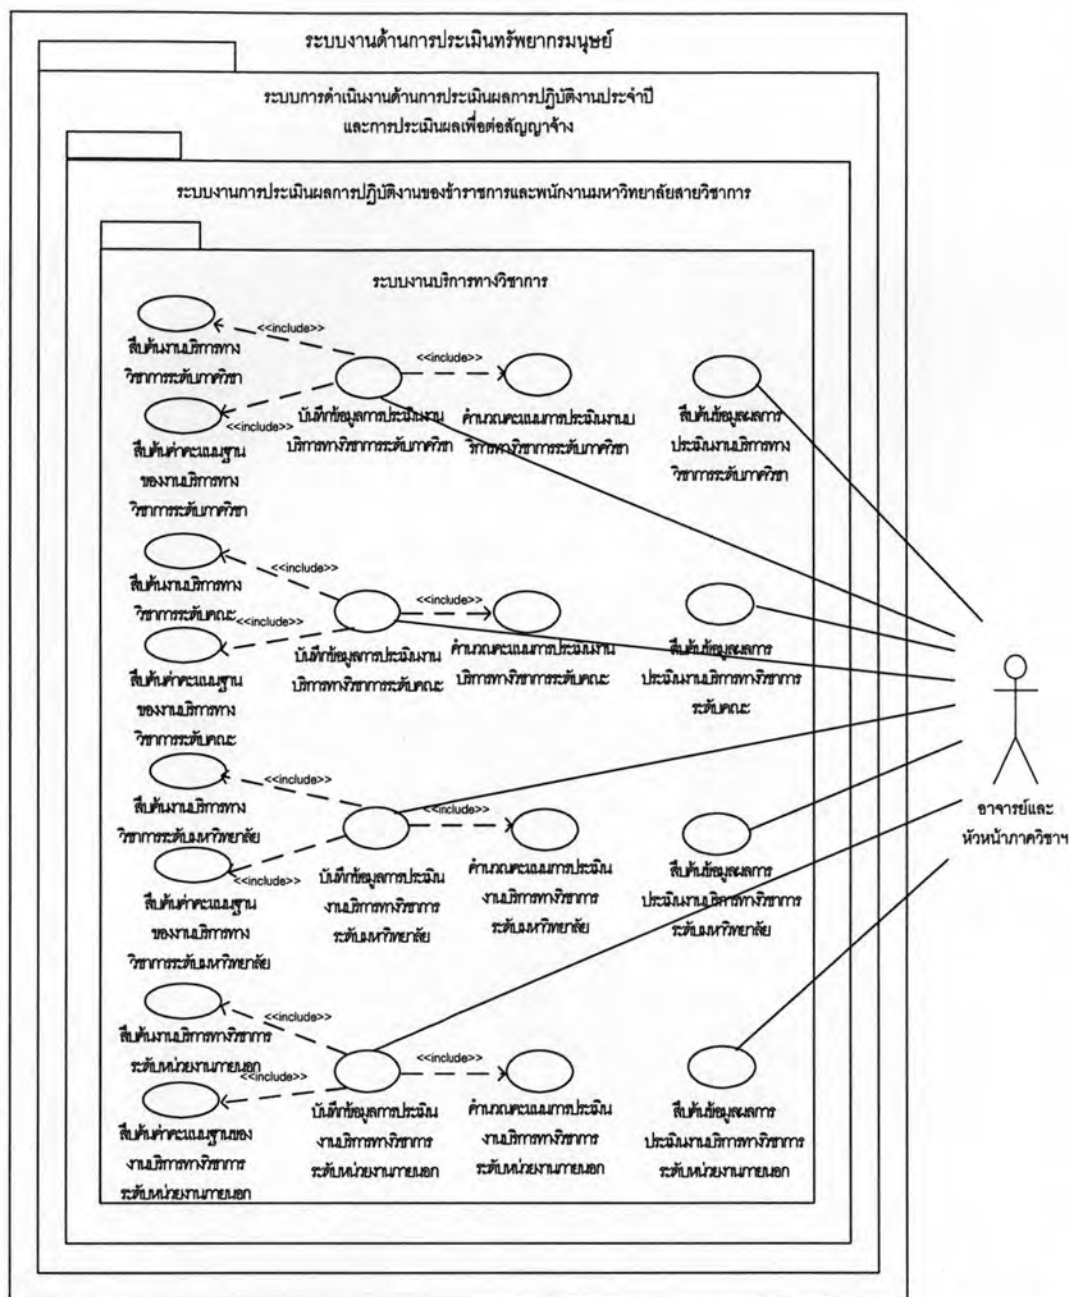 ระบบงานด้านการประเมินทรัพยากรมนุษย์
ระบบการดำเนินงานด้านการประเมินผลการปฏิบัติงานประจำปี
และการประเมินผลเพื่อต่อสัญญาจ้าง
ระบบงานการประเมินผลการปฏิบัติงานของข้าราชการและพนักงานมหาวิทยาลัยสายวิชาการ
ระบบงานบริการทางวิชาการ
<<include>>
สืบค้นงานบริการทาง
วิชาการระดับภาควิชา
<<include>>
<<include>>
สืบค้นค่าคะแนนฐาน
ของงานบริการทาง
วิชาการระดับภาควิชา
บันทึกข้อมูลการประเมินงาน
บริการทางวิชาการระดับภาควิชา
คำนวณคะแนนการประเมินงานบ
ริการทางวิชาการระดับภาควิชา
สืบค้นข้อมูลผลการ
ประเมินงานบริการทาง
วิชาการระดับภาควิชา
<<include>>
สืบค้นงานบริการทาง
วิชาการระดับคณะ
<<include>>
<<include>>
สืบค้นค่าคะแนนฐาน
ของงานบริการทาง
วิชาการระดับคณะ
บันทึกข้อมูลการประเมินงาน
บริการทางวิชาการระดับคณะ
คำนวณคะแนนการประเมินงาน
บริการทางวิชาการระดับคณะ
สืบค้นข้อมูลผลการ
ประเมินงานบริการทางวิชาการ
ระดับคณะ
<<include>>
สืบค้นงานบริการทาง
วิชาการระดับมหาวิทยาลัย
<<include>>
<<include>>
สืบค้นค่าคะแนนฐาน
ของงานบริการทาง
วิชาการระดับมหาวิทยาลัย
บันทึกข้อมูลการประเมิน
งานบริการทางวิชาการ
ระดับมหาวิทยาลัย
คำนวณคะแนนการประเมิน
งานบริการทางวิชาการ
ระดับมหาวิทยาลัย
สืบค้นข้อมูลผลการ
ประเมินงานบริการทางวิชาการ
ระดับมหาวิทยาลัย
อาจารย์และ
หัวหน้าภาควิชาฯ
<<include>>
สืบค้นงานบริการทางวิชาการ
ระดับหน่วยงานภายนอก
<<include>>
<<include>>
สืบค้นค่าคะแนนฐานของ
งานบริการทางวิชาการ
ระดับหน่วยงานภายนอก
บันทึกข้อมูลการประเมิน
งานบริการทางวิชาการ
ระดับหน่วยงานภายนอก
คำนวณคะแนนการประเมิน
งานบริการทางวิชาการ
ระดับหน่วยงานภายนอก
สืบค้นข้อมูลผลการ
ประเมินงานบริการทางวิชาการ
ระดับหน่วยงานภายนอก